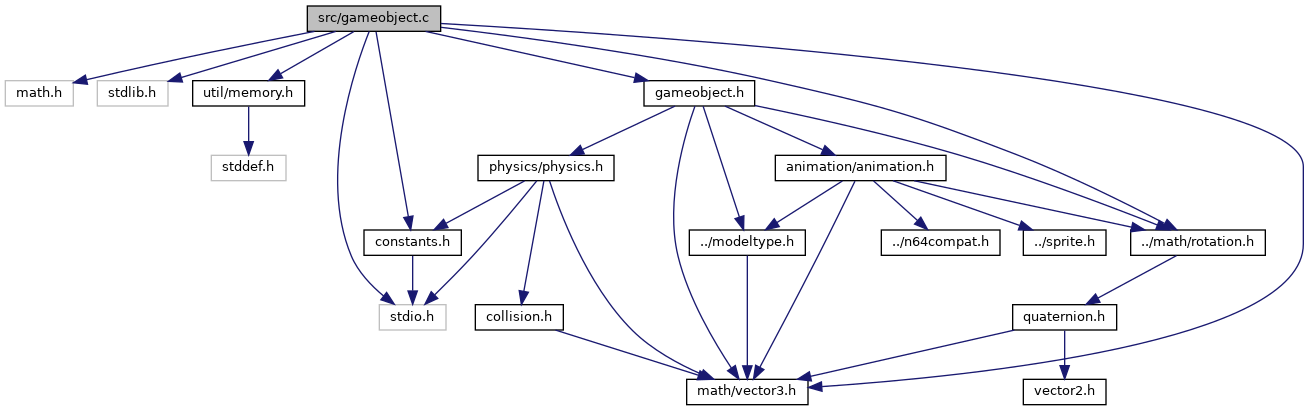 src/gameobject.c
math.h
stdlib.h
util/memory.h
gameobject.h
stddef.h
physics/physics.h
animation/animation.h
constants.h
../modeltype.h
../n64compat.h
../sprite.h
../math/rotation.h
stdio.h
collision.h
quaternion.h
math/vector3.h
vector2.h